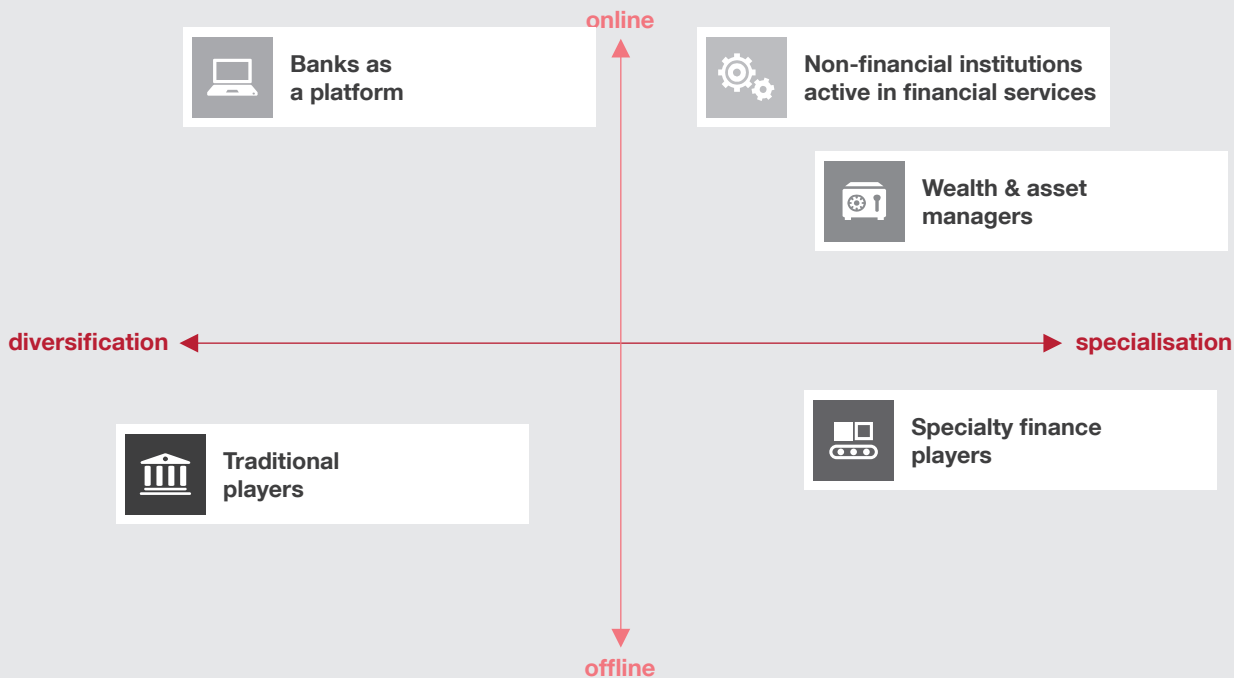 online
Banks as
a platform
Non-financial institutions
active in financial services
Wealth & asset
managers
diversification
specialisation
Specialty finance
players
Traditional
players
offline